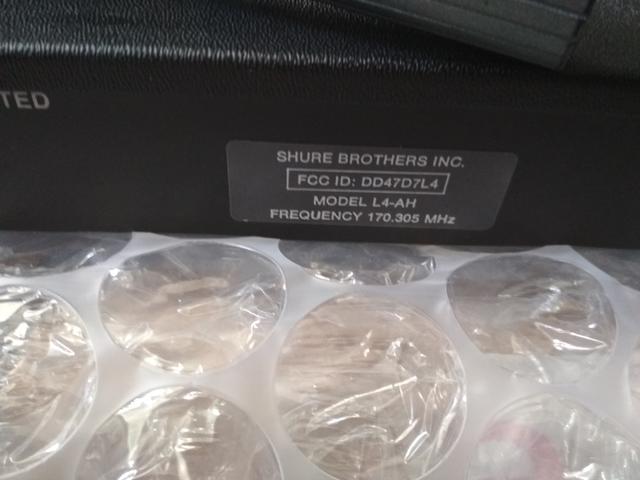 TED
SHURE BROTHERS INC.
FCC ID: DD47D7L4
MODEL L4-AH
FREQUENCY 170.305 MHz